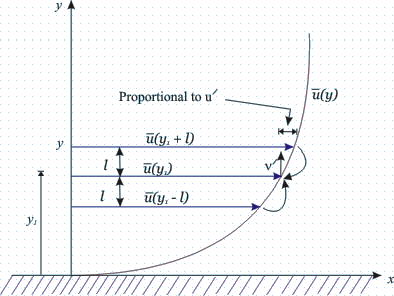 y
Proportional to u′
ū(y)
ū(y₁ + l)
y
l
ū(y₁)
v′
l
ū(y₁ - l)
y₁
x